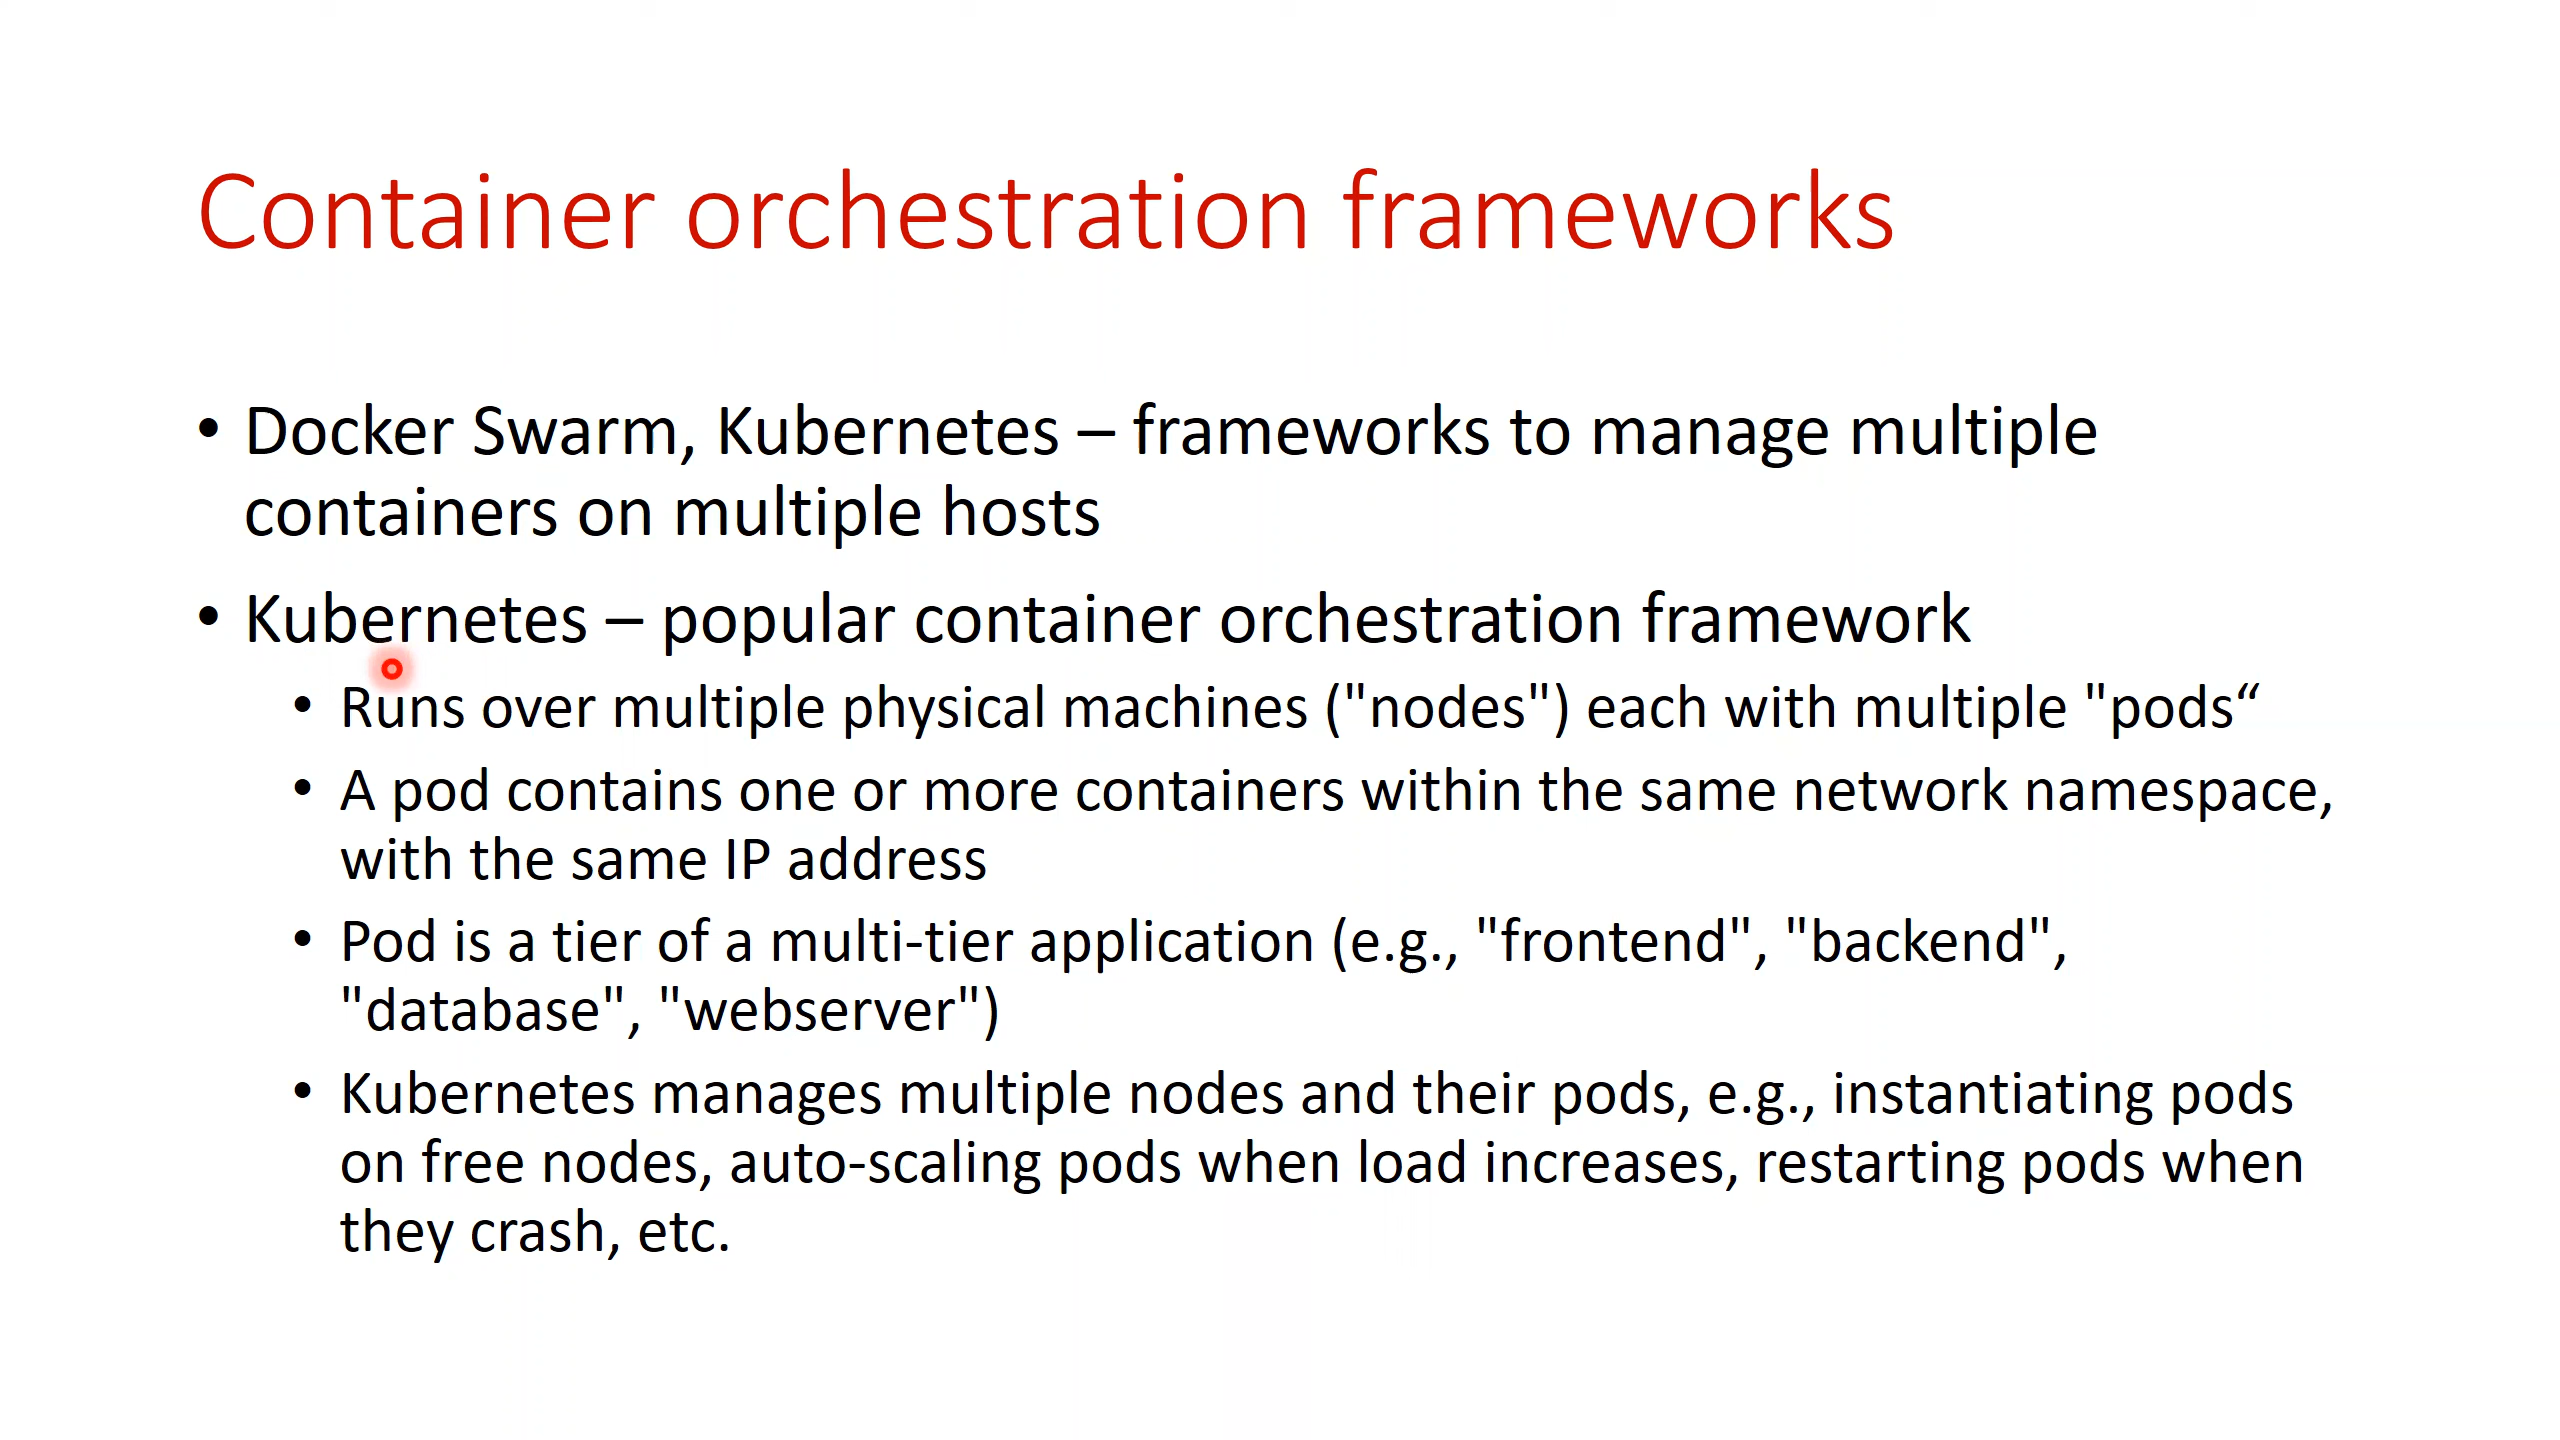 Container orchestration frameworks
• Docker Swarm, Kubernetes – frameworks to manage multiple
containers on multiple hosts
• Kubernetes – popular container orchestration framework
• Runs over multiple physical machines ("nodes") each with multiple "pods“
• A pod contains one or more containers within the same network namespace,
with the same IP address
• Pod is a tier of a multi-tier application (e.g., "frontend", "backend",
"database", "webserver")
• Kubernetes manages multiple nodes and their pods, e.g., instantiating pods
on free nodes, auto-scaling pods when load increases, restarting pods when
they crash, etc.